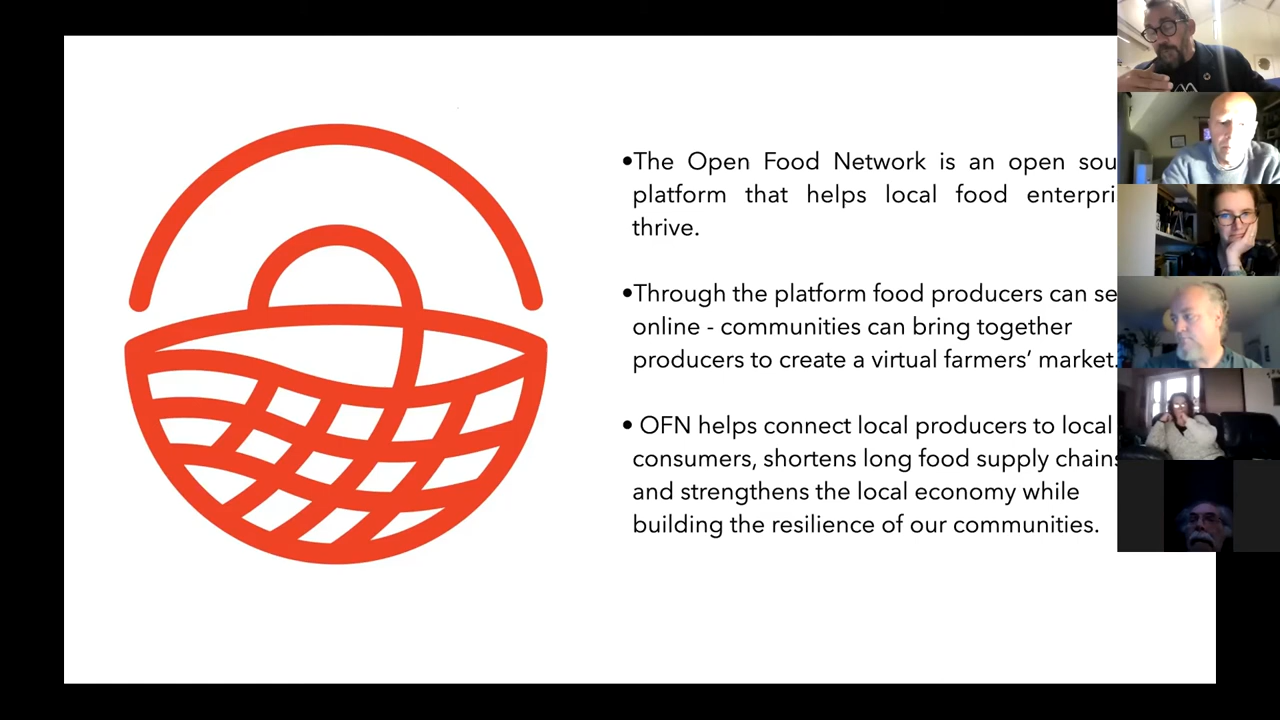 •The Open Food Network is an open
platform that helps local food
thrive.
•Through the platform food producers can
online - communities can bring together
producers to create a virtual farmers‘ market.
• OFN helps connect local producers to local
consumers, shortens long food supply chains
and strengthens the local economy while
building the resilience of our communities.